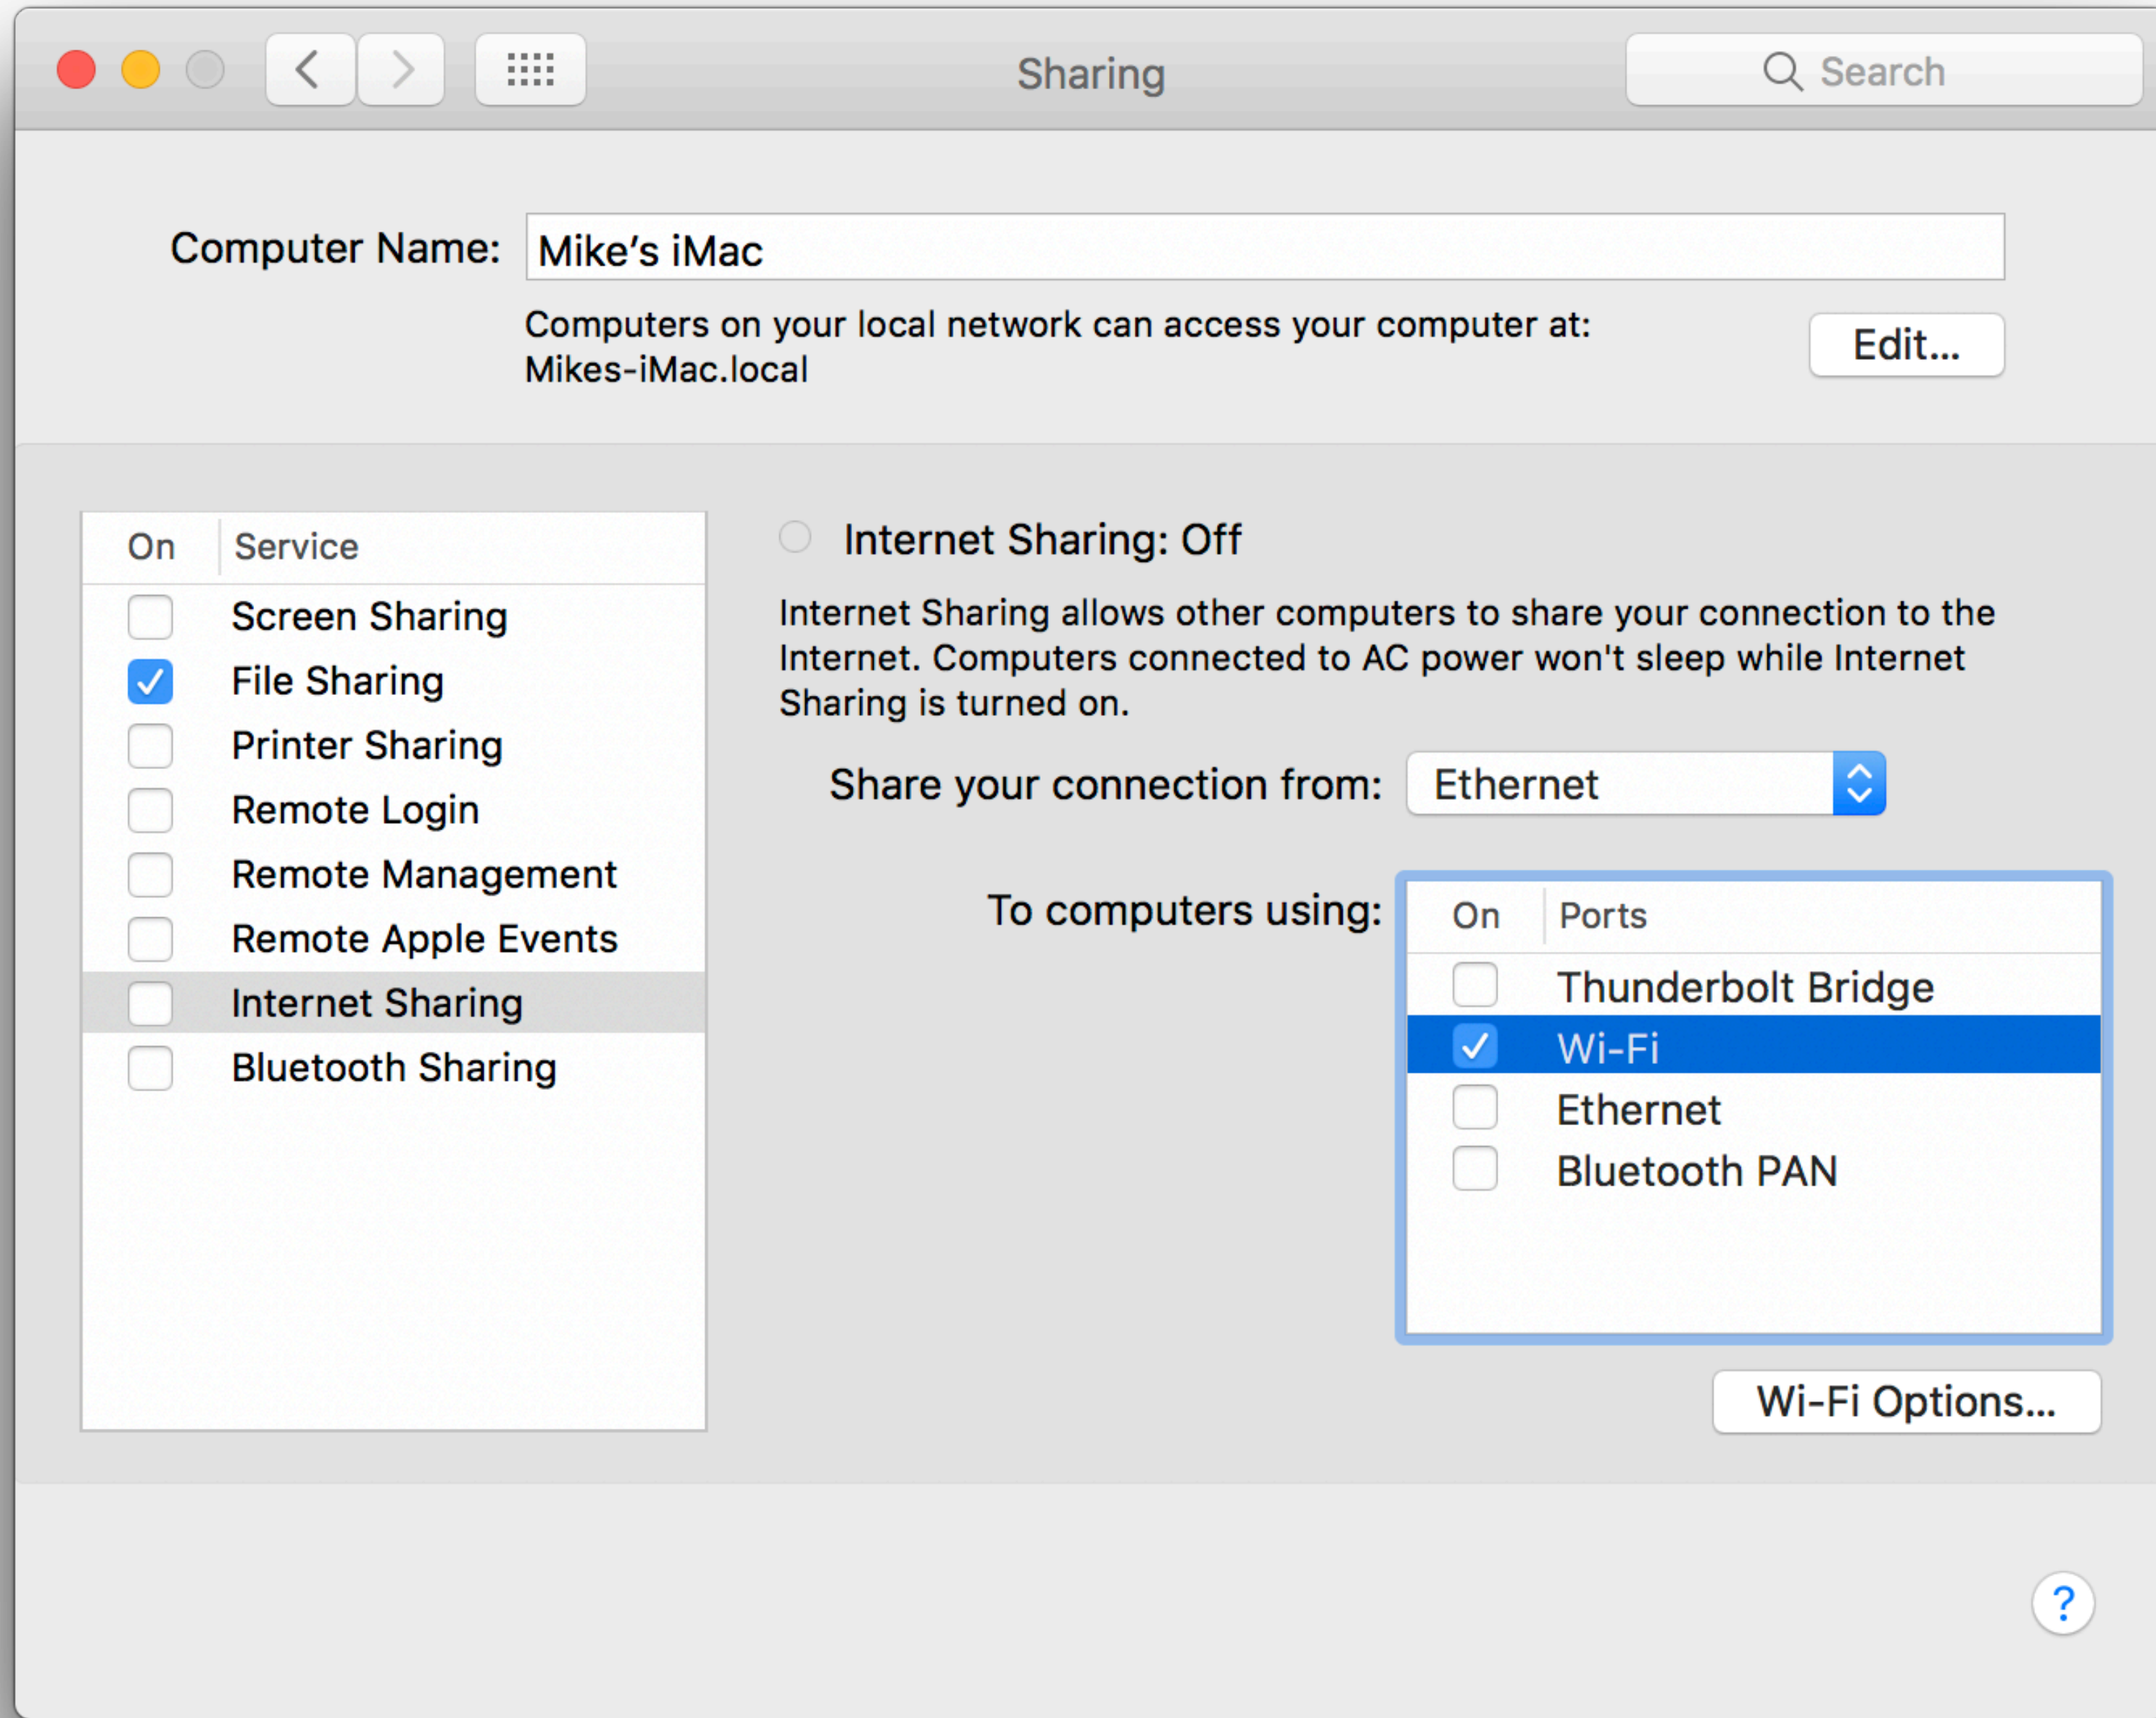 Sharing
Search
Computer Name:
Mike’s iMac
Computers on your local network can access your computer at:
Mikes-iMac.local
Edit...
On
Service
Screen Sharing
File Sharing
Printer Sharing
Remote Login
Remote Management
Remote Apple Events
Internet Sharing
Bluetooth Sharing
Internet Sharing: Off
Internet Sharing allows other computers to share your connection to the
Internet. Computers connected to AC power won't sleep while Internet
Sharing is turned on.
Share your connection from:
Ethernet
To computers using:
On
Ports
Thunderbolt Bridge
Wi-Fi
Ethernet
Bluetooth PAN
Wi-Fi Options...
?